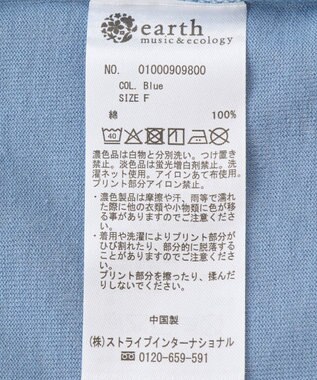 earth
music&ecology
NO. 01000909800
COL. Blue
SIZE F
綿 100%
40
濃色品は白物と分別洗い。つけ置き
禁止。淡色品は蛍光増白剤禁止。洗
濯ネット使用。アイロンあて布使用。
プリント部分アイロン禁止。
・濃色製品は摩擦や汗、雨等で濡れ
た際に他の衣類や小物類に色が移
る事がありますのでご注意くださ
い。
・着用や洗濯によりプリント部分が
ひび割れたり、部分的に脱落する
ことがありますのでご注意くださ
い。
プリント部分を擦ったり、揉んだ
りしないでください。
中国製
(株)ストライプインターナショナル
0120-659-591